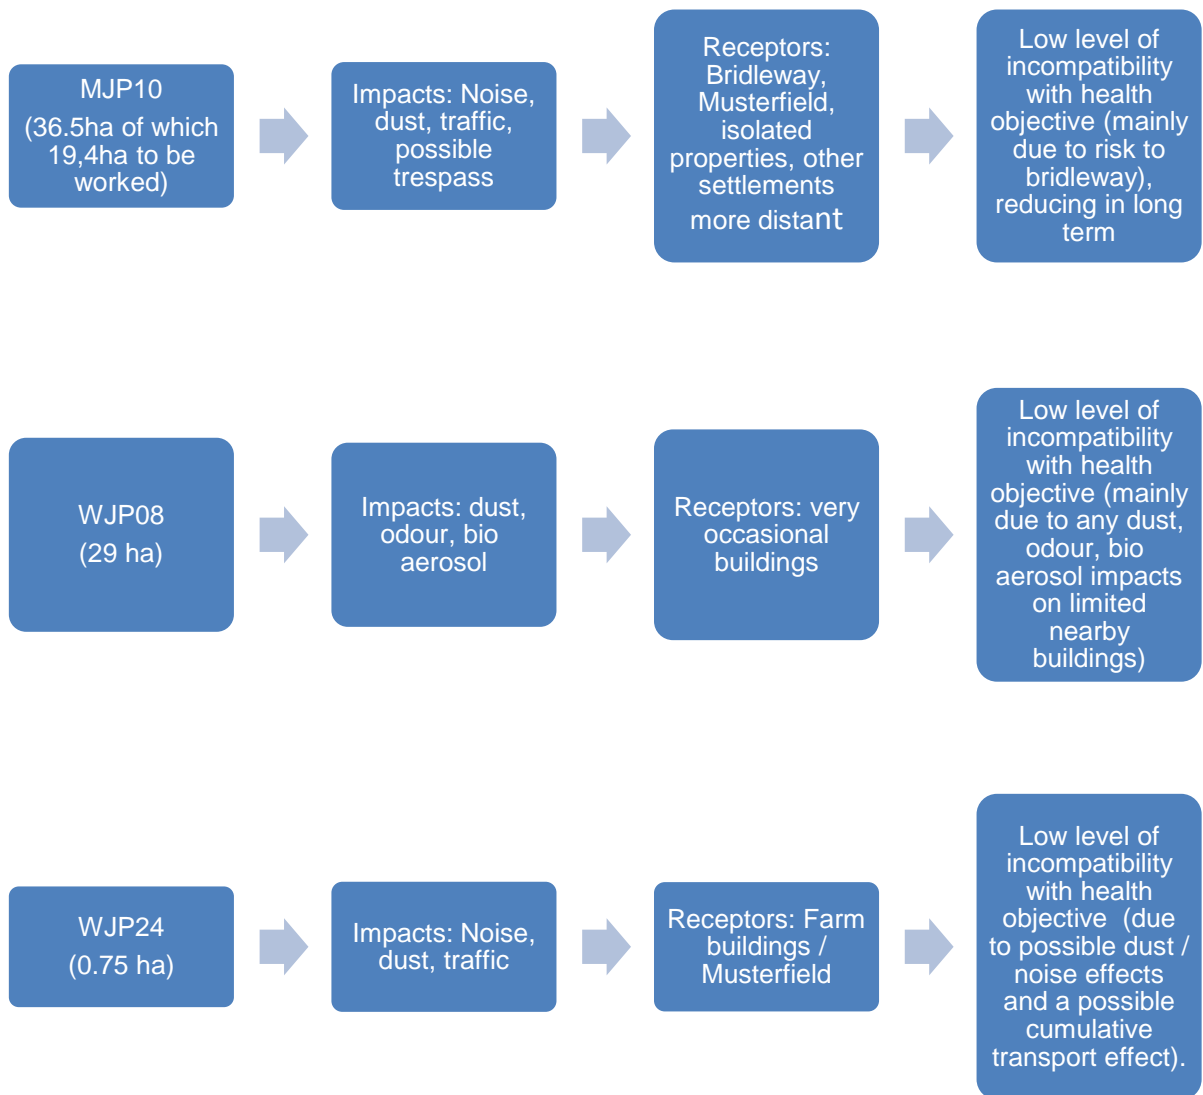 MJP10
(36.5ha of which
19,4ha to be
worked)
Impacts: Noise,
dust, traffic,
possible
trespass
Receptors:
Bridleway,
Musterfield,
isolated
properties, other
settlements
more distant
Low level of
incompatibility
with health
objective (mainly
due to risk to
bridleway),
reducing in long
term
WJP08
(29 ha)
Impacts: dust,
odour, bio
aerosol
Receptors: very
occasional
buildings
Low level of
incompatibility
with health
objective (mainly
due to any dust,
odour, bio
aerosol impacts
on limited
nearby
buildings)
WJP24
(0.75 ha)
Impacts: Noise,
dust, traffic
Receptors: Farm
buildings /
Musterfield
Low level of
incompatibility
with health
objective (due
to possible dust /
noise effects
and a possible
cumulative
transport effect).